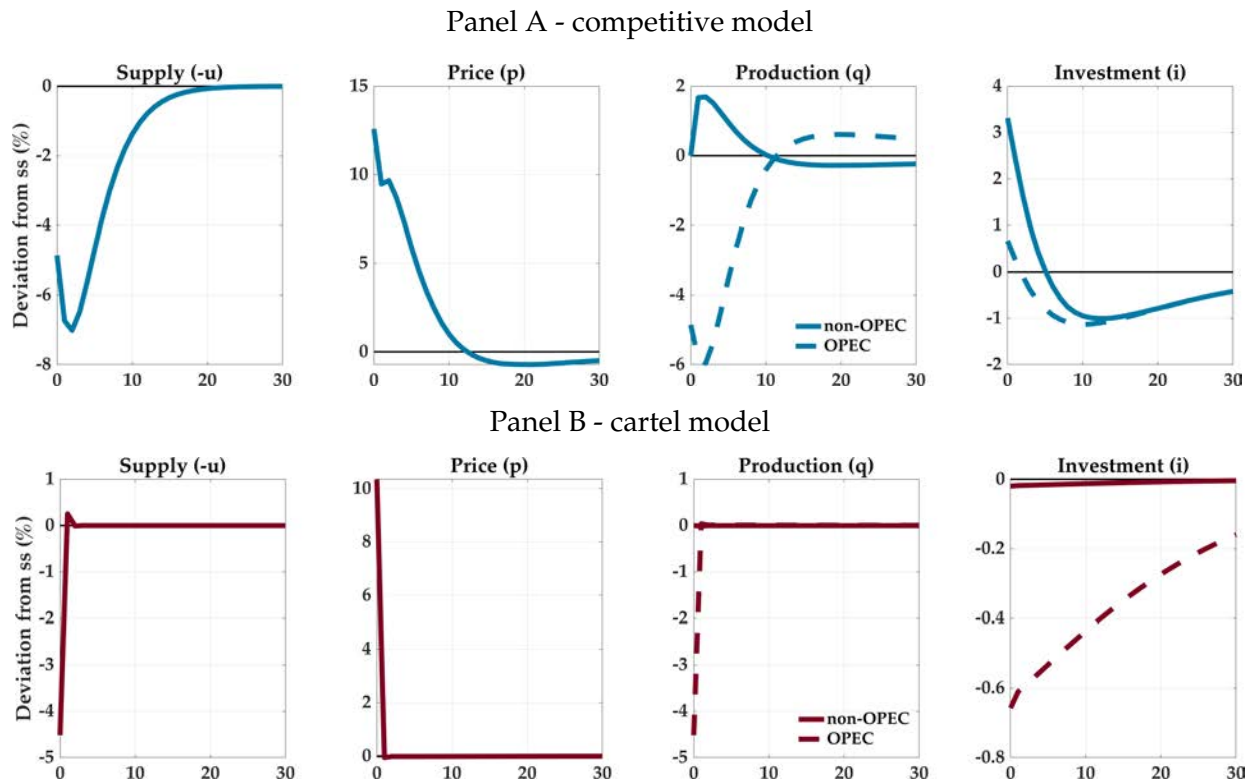 Panel A - competitive model
Supply (-u)
Price (p)
Production (q)
Investment (i)
Deviation from ss (%)
0
-2
-4
-6
-8
0 10 20 30
15
10
5
0
0 10 20 30
2
0
-2
-4
-6
non-OPEC
OPEC
0 10 20 30
4
3
2
1
0
-1
-2
0 10 20 30
Panel B - cartel model
Supply (-u)
Price (p)
Production (q)
Investment (i)
Deviation from ss (%)
1
0
-1
-2
-3
-4
-5
0 10 20 30
10
8
6
4
2
0
0 10 20 30
1
0
-1
-2
-3
-4
-5
non-OPEC
OPEC
0 10 20 30
0
-0.2
-0.4
-0.6
-0.8
0 10 20 30